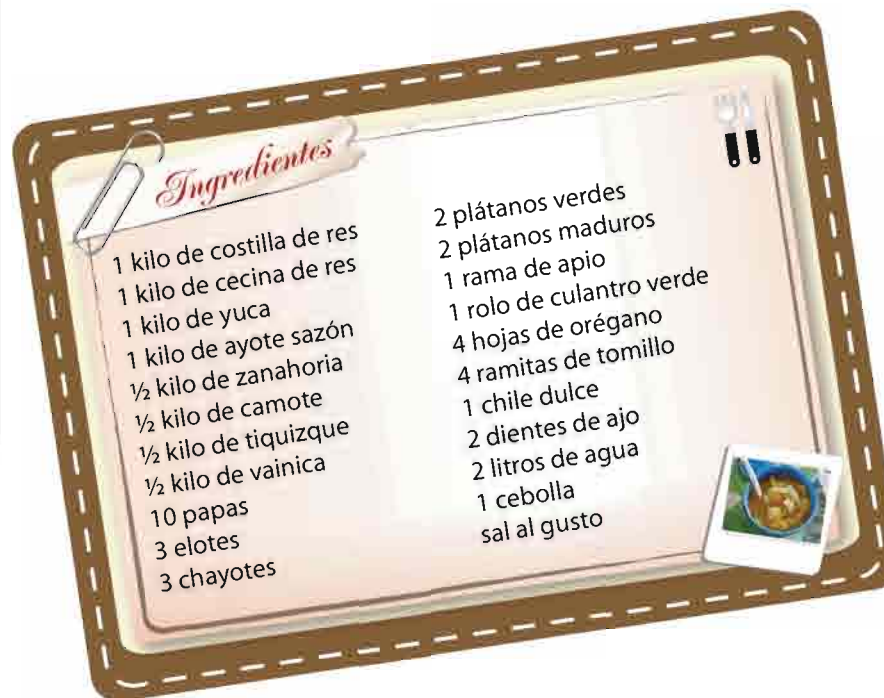 Ingredientes
1 kilo de costilla de res
1 kilo de cecina de res
1 kilo de yuca
1 kilo de ayote sazón
½ kilo de zanahoria
½ kilo de camote
½ kilo de tiquizque
½ kilo de vainica
10 papas
3 elotes
3 chayotes
2 plátanos verdes
2 plátanos maduros
1 rama de apio
1 rolo de culantro verde
4 hojas de orégano
4 ramitas de tomillo
1 chile dulce
2 dientes de ajo
2 litros de agua
1 cebolla
sal al gusto